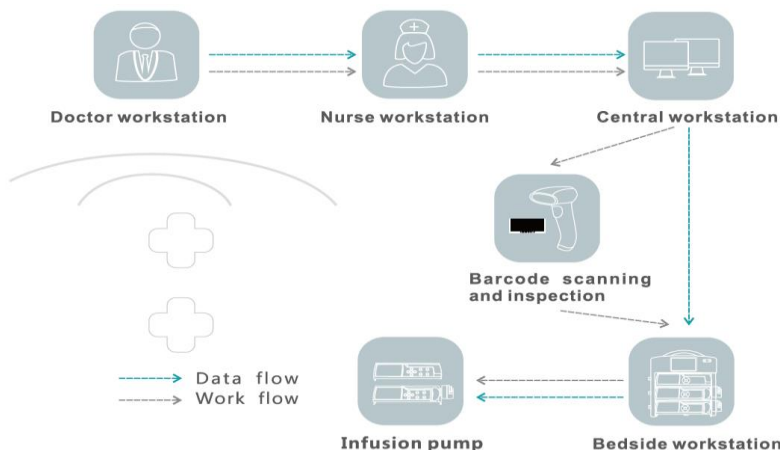 Doctor workstation
Nurse workstation
Central workstation
Barcode scanning
and inspection
Data flow
Work flow
Infusion pump
Bedside workstation